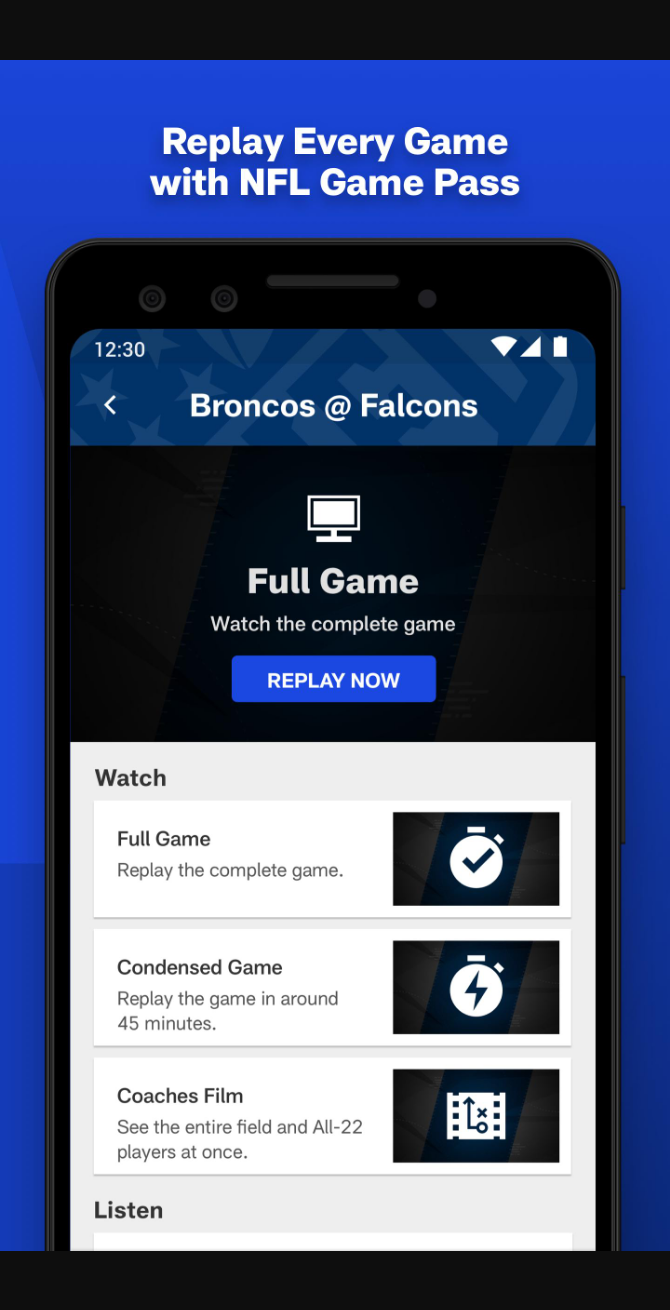 Replay Every Game
with NFL Game Pass
12:30
Broncos @ Falcons
Full Game
Watch the complete game
REPLAY NOW
Watch
Full Game
Replay the complete game.
Condensed Game
Replay the game in around
45 minutes.
Coaches Film
See the entire field and All-22
players at once.
Listen